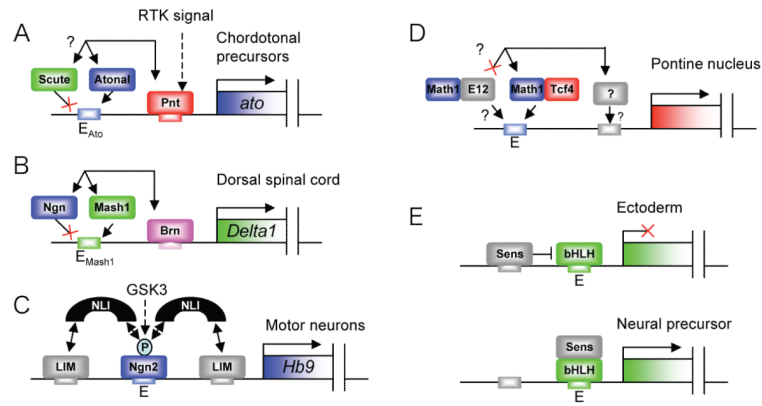 A
RTK signal
Chordotonal
precursors
?
Scute
Atonal
Pnt
ato
EAto
B
Dorsal spinal cord
Ngn
Mash1
Brn
Delta1
EMash1
C
GSK3
NLI
NLI
Motor neurons
P
LIM
Ngn2
LIM
Hb9
E
D
?
Pontine nucleus
Math1
E12
Math1
Tcf4
?
?
?
E
E
Ectoderm
Sens
bHLH
E
Neural precursor
Sens
bHLH
E